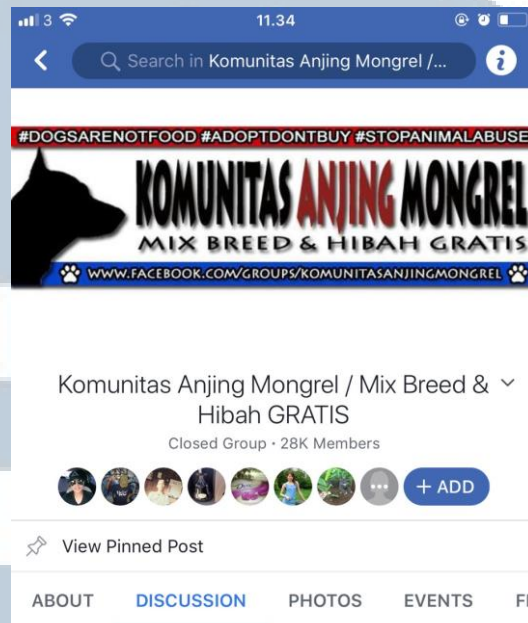 3 11.34
Search in Komunitas Anjing Mongrel /...
#DOGSARENOTFOOD #ADOPTDONTBUY #STOPANIMALABUSE
KOMUNITAS ANJING MONGREL
MIX BREED & HIBAH GRATIS
WWW.FACEBOOK.COM/GROUPS/KOMUNITASANJINGMONGREL
Komunitas Anjing Mongrel / Mix Breed &
Hibah GRATIS
Closed Group · 28K Members
+ ADD
View Pinned Post
ABOUT DISCUSSION PHOTOS EVENTS